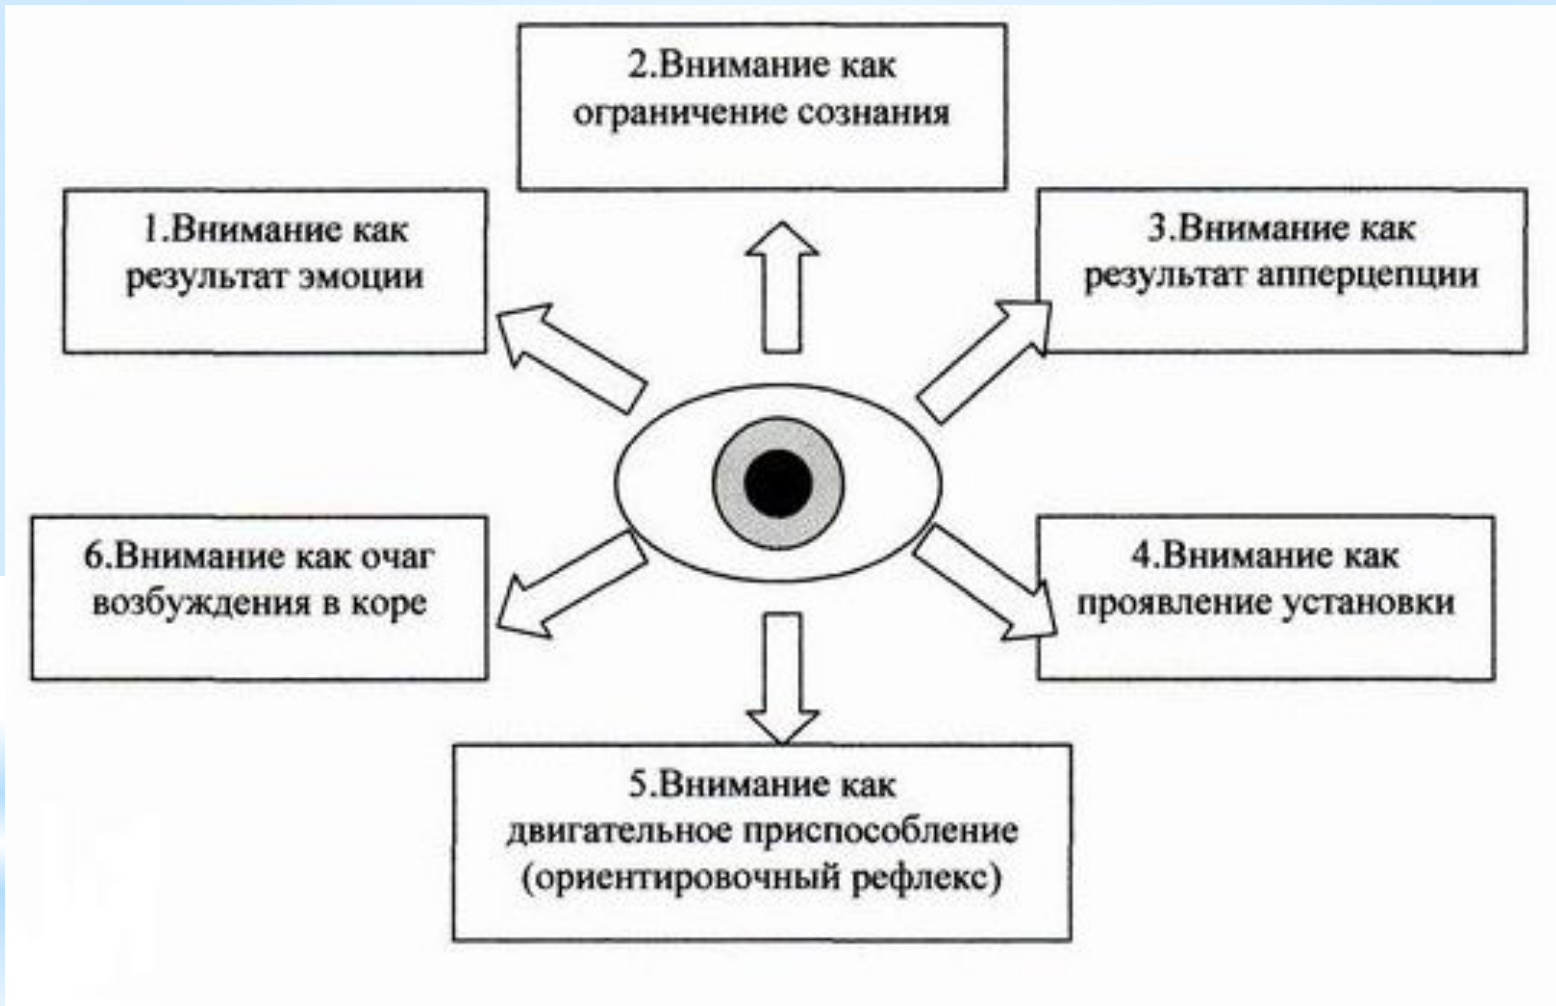 1.Внимание как
результат эмоции
2.Внимание как
ограничение сознания
3.Внимание как
результат апперцепции
4.Внимание как
проявление установки
5.Внимание как
двигательное приспособление
(ориентировочный рефлекс)
6.Внимание как очаг
возбуждения в коре